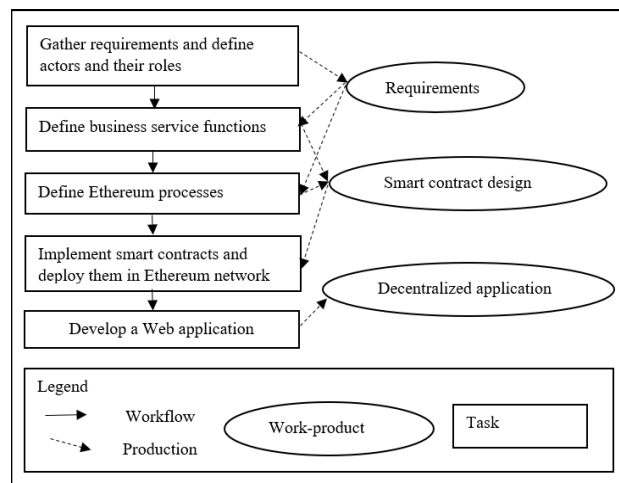 Gather requirements and define
actors and their roles
Requirements
Define business service functions
Define Ethereum processes
Smart contract design
Implement smart contracts and
deploy them in Ethereum network
Decentralized application
Develop a Web application
Legend
Workflow
Production
Work-product
Task